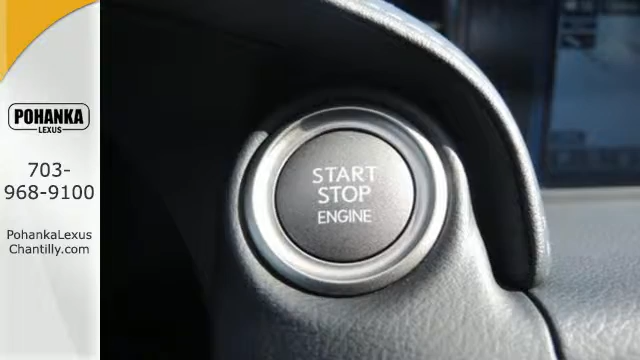 POHANKA
LEXUS
703-
968-9100
PohankaLexus
Chantilly.com
START
STOP
ENGINE